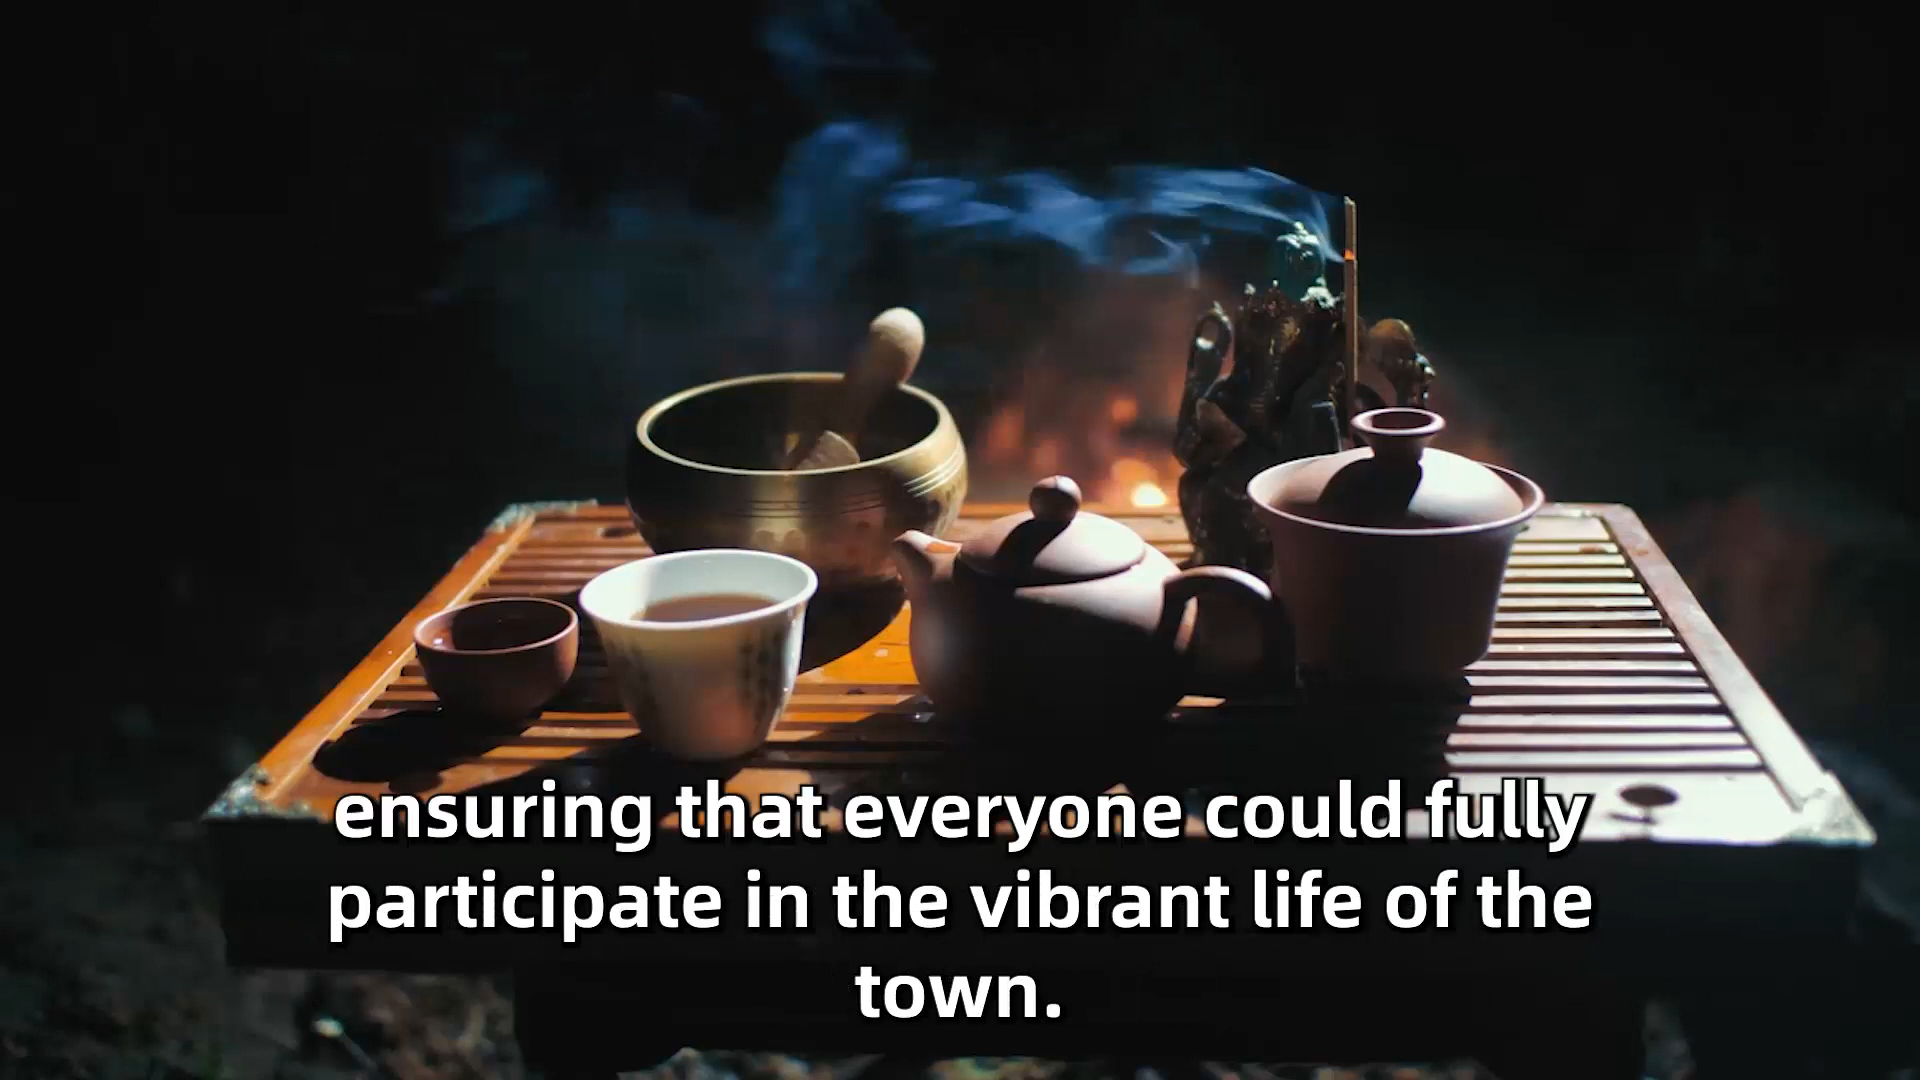 ensuring that everyone could fully
participate in the vibrant life of the
town.